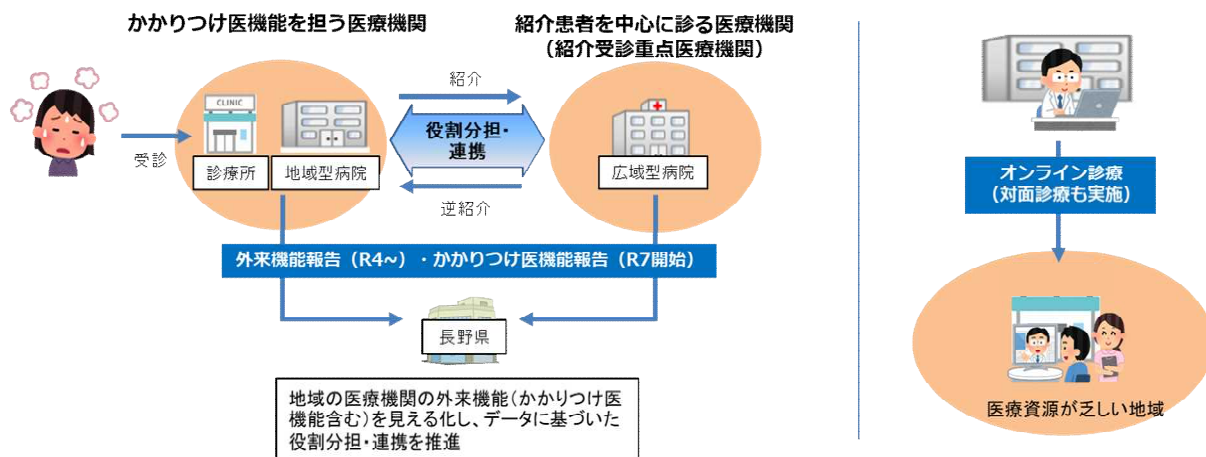 かかりつけ医機能を担う医療機関
紹介患者を中心に診る医療機関
（紹介受診重点医療機関）
受診
CLINIC
診療所
地域型病院
紹介
役割分担・
連携
逆紹介
広域型病院
外来機能報告（R4~）・かかりつけ医機能報告（R7開始）
長野県
地域の医療機関の外来機能（かかりつけ医
機能含む）を見える化し、データに基づいた
役割分担・連携を推進
オンライン診療
（対面診療も実施）
医療資源が乏しい地域